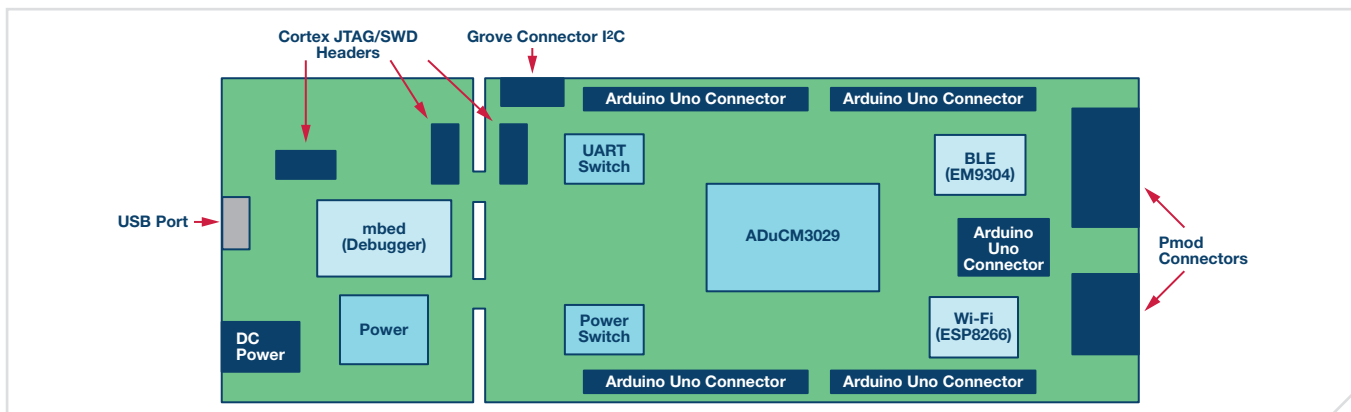 Cortex JTAG/SWD
Headers
Grove Connector I²C
Arduino Uno Connector
Arduino Uno Connector
UART
Switch
BLE
(EM9304)
USB Port
mbed
(Debugger)
ADuCM3029
Arduino
Uno
Connector
Pmod
Connectors
DC
Power
Power
Power
Switch
Wi-Fi
(ESP8266)
Arduino Uno Connector
Arduino Uno Connector